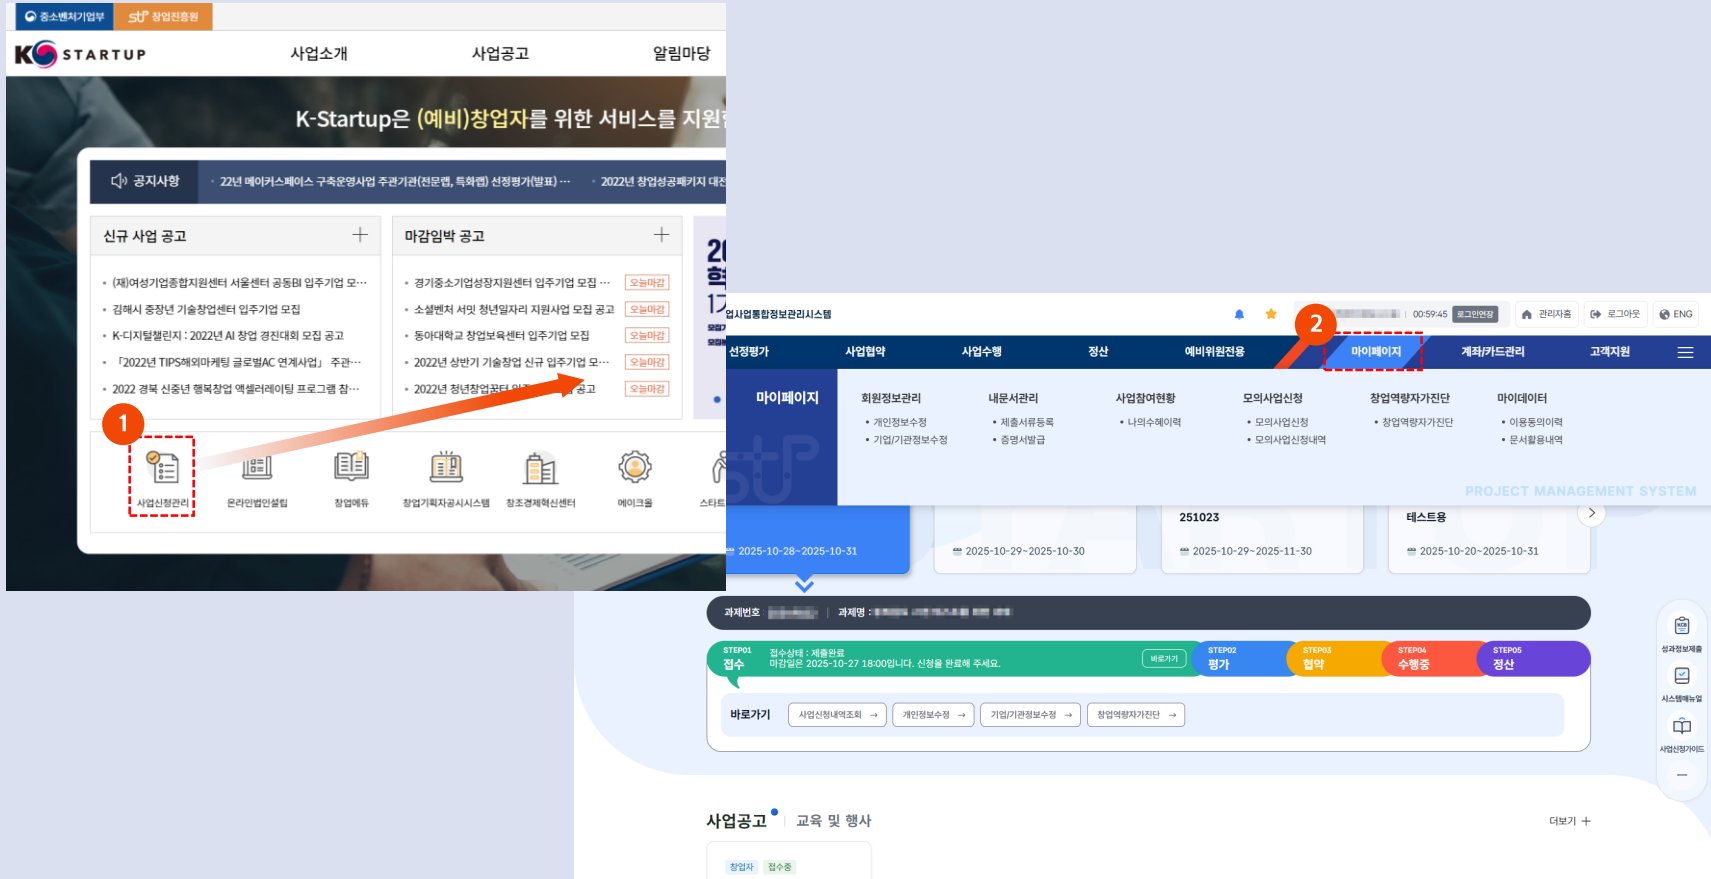 중소벤처기업부 창업진흥원
K STARTUP 사업소개 사업공고 알림마당
K-Startup은 (예비)창업자를 위한 서비스를 지원
공지사항 · 22년 메이커스페이스 구축운영사업 주관기관(전문랩, 특화랩) 선정평가(발표) ··· · 2022년 창업성공패키지 대전
신규 사업 공고
· (재)여성기업종합지원센터 서울센터 공동BI 입주기업 모···
· 김해시 중장년 기술창업센터 입주기업 모집
· K-디지털챌린지 : 2022년 AI 창업 경진대회 모집 공고
· 「2022년 TIPS해외마케팅 글로벌AC 연계사업」 주관···
· 2022 경북 신중년 행복창업 액셀러레이팅 프로그램 참···
마감임박 공고
· 경기중소기업성장지원센터 입주기업 모집 ··· 오늘마감
· 소셜벤처 서밋 청년일자리 지원사업 모집 공고 오늘마감
· 동아대학교 창업보육센터 입주기업 모집 오늘마감
· 2022년 상반기 기술창업 신규 입주기업 모··· 오늘마감
· 2022년 청년창업꿈터 공고 오늘마감
1
사업신청관리 온라인법인설립 창업에듀 창업기획자공시시스템 창조경제혁신센터 메이크올 스타트
업사업통합정보관리시스템
2
00:59:45 로그인연장 관리자홈 로그아웃 ENG
선정평가 사업협약 사업수행 정산 예비위원전용 마이페이지 계좌/카드관리 고객지원
마이페이지
회원정보관리
• 개인정보수정
• 기업/기관정보수정
내문서관리
• 제출서류등록
• 증명서발급
사업참여현황
• 나의수혜이력
모의사업신청
• 모의사업신청
• 모의사업신청내역
창업역량자가진단
• 창업역량자가진단
마이데이터
• 이용동의이력
• 문서활용내역
PROJECT MANAGEMENT SYSTEM
251023 테스트용
2025-10-28~2025-10-31 2025-10-29~2025-10-30 2025-10-29~2025-11-30 2025-10-20~2025-10-31
과제번호 과제명 :
STEP01
접수
접수상태 : 제출완료
마감일은 2025-10-27 18:00입니다. 신청을 완료해 주세요.
바로가기
STEP02
평가
STEP03
협약
STEP04
수행중
STEP05
정산
바로가기 사업신청내역조회 → 개인정보수정 → 기업/기관정보수정 → 창업역량자가진단 →
성과정보제출
시스템매뉴얼
사업신청가이드
사업공고 교육 및 행사 더보기 +
창업자 접수중